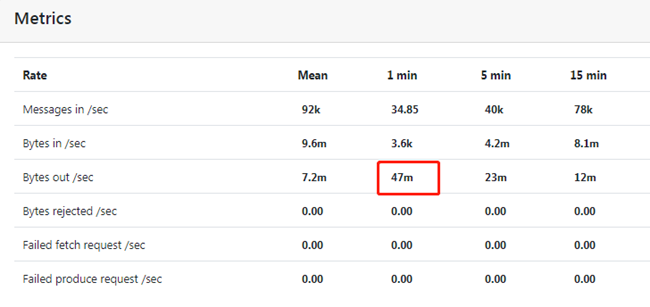 Metrics
Rate Mean 1 min 5 min 15 min
Messages in /sec 92k 34.85 40k 78k
Bytes in /sec 9.6m 3.6k 4.2m 8.1m
Bytes out /sec 7.2m 47m 23m 12m
Bytes rejected /sec 0.00 0.00 0.00 0.00
Failed fetch request /sec 0.00 0.00 0.00 0.00
Failed produce request /sec 0.00 0.00 0.00 0.00